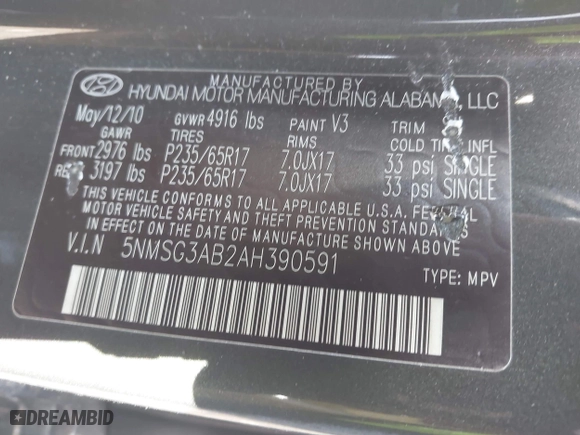 MANUFACTURED BY
HYUNDAI MOTOR MANUFACTURING ALABAMA, LLC
May/12/10 GVWR 4916 lbs PAINT V3 TRIM
GAWR TIRES RIMS COLD TIRE INFL
FRONT 2976 lbs P235/65R17 7.0JX17 33 psi SINGLE
REAR 3197 lbs P235/65R17 7.0JX17 33 psi SINGLE
THIS VEHICLE CONFORMS TO ALL APPLICABLE U.S.A. FEDERAL
MOTOR VEHICLE SAFETY AND THEFT PREVENTION STANDARDS
IN EFFECT ON THE DATE OF MANUFACTURE SHOWN ABOVE.
V.I.N 5NMSG3AB2AH390591
TYPE: MPV
DREAMBID